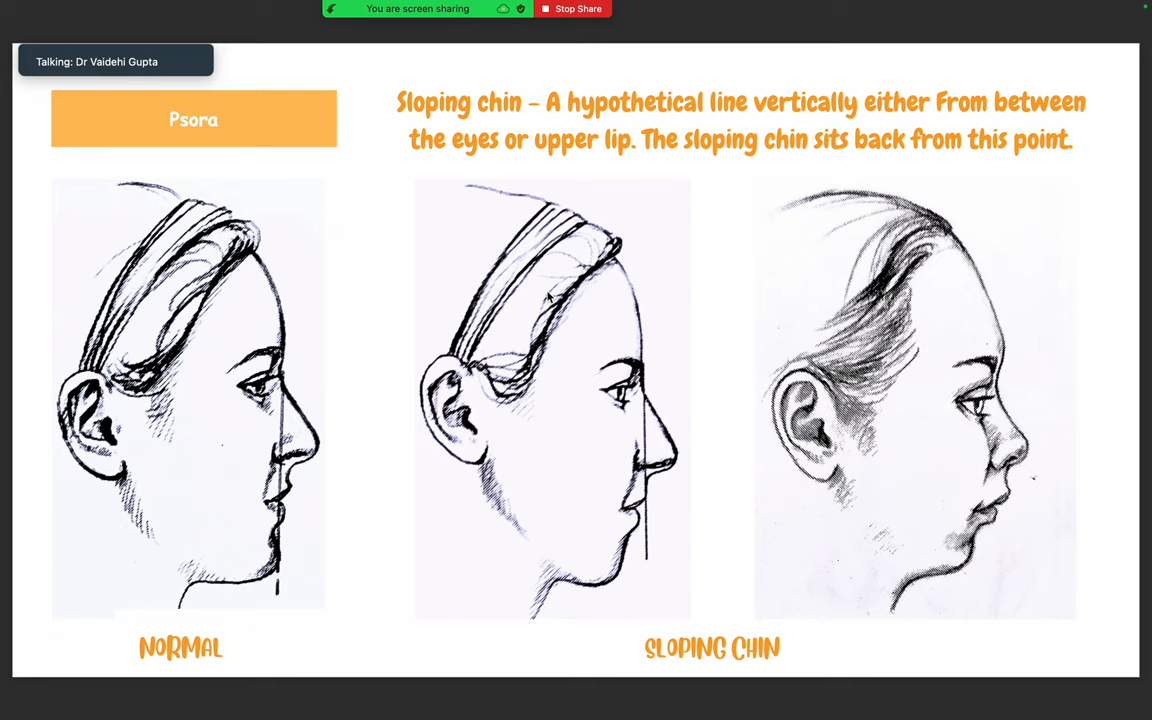 You are screen sharing
Stop Share
Talking: Dr Vaidehi Gupta
Psora
Sloping chin - A hypothetical line vertically either From between
the eyes or upper lip. The sloping chin sits back from this point.
NORMAL
SLOPING CHIN